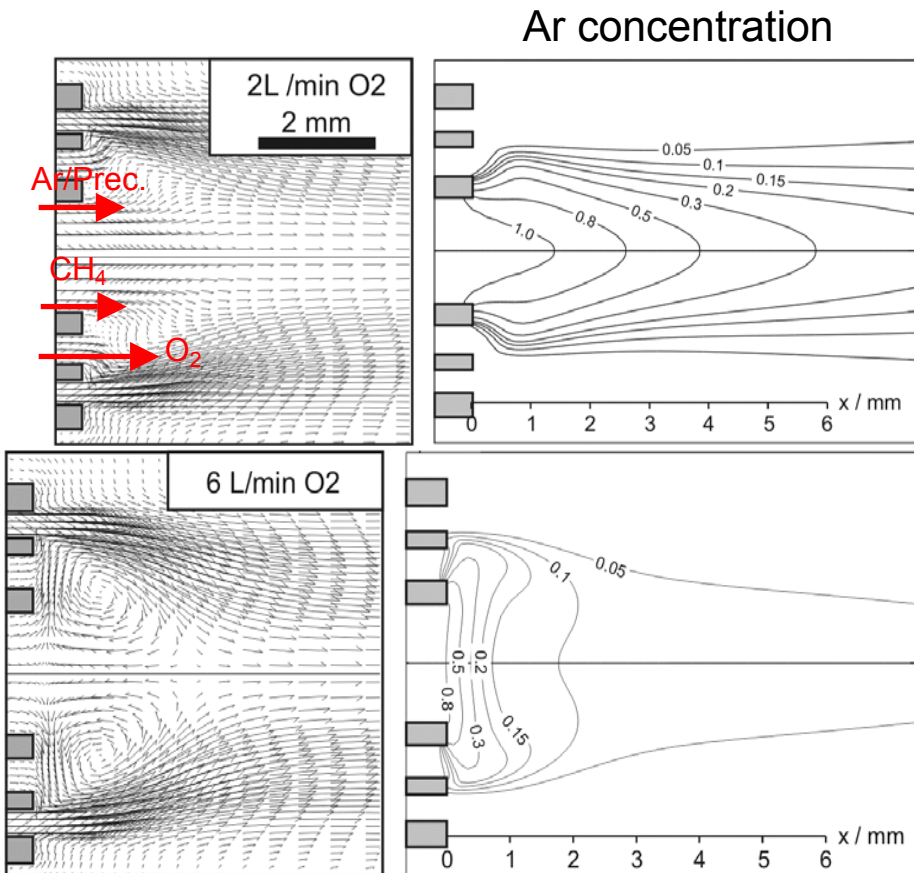 Ar concentration
2L /min O2
2 mm
Ar/Prec.
CH₄
O₂
0.05
0.1
0.15
0.2
0.3
0.5
0.8
1.0
x / mm
0 1 2 3 4 5 6
6 L/min O2
0.05
0.1
0.2
0.5
0.8
0.3
0.15
x / mm
0 1 2 3 4 5 6